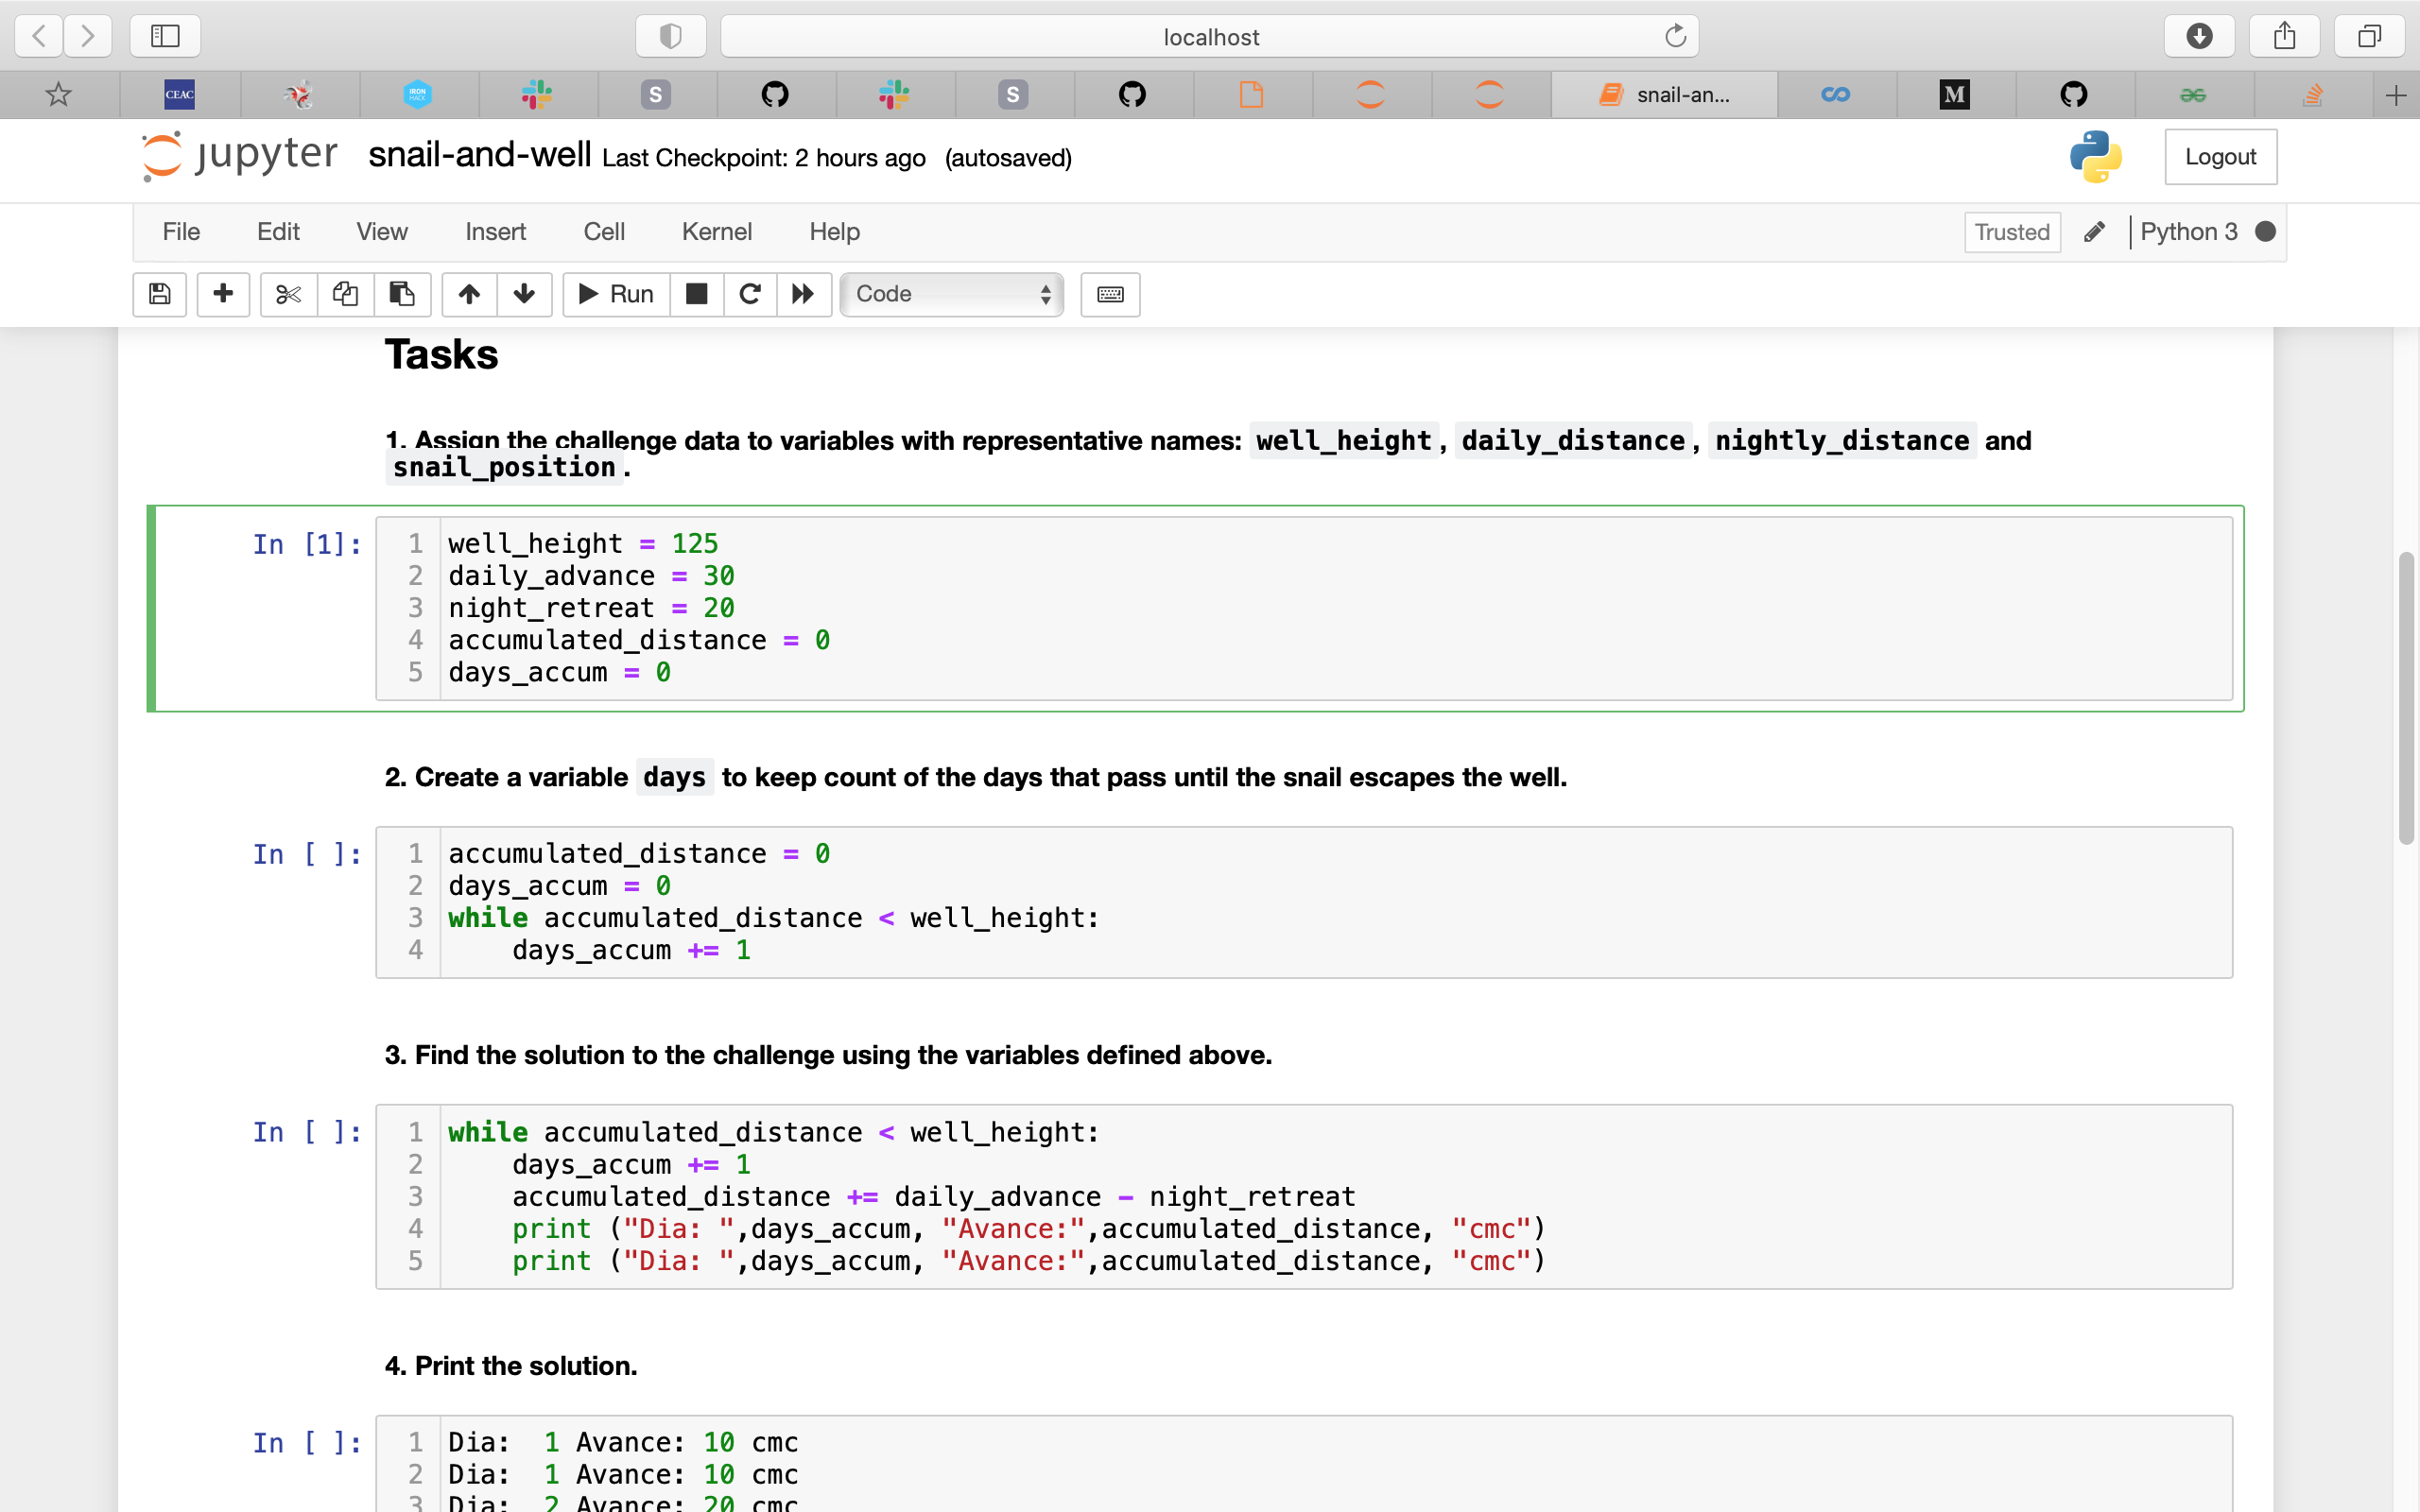 localhost
CEAC
IRON HACK
S
S
snail-an...
M
jupyter snail-and-well Last Checkpoint: 2 hours ago (autosaved)
Logout
File Edit View Insert Cell Kernel Help
Trusted Python 3
Run Code
Tasks
1. Assign the challenge data to variables with representative names: well_height, daily_distance, nightly_distance and
snail_position.
In [1]:
1 well_height = 125
2 daily_advance = 30
3 night_retreat = 20
4 accumulated_distance = 0
5 days_accum = 0
2. Create a variable days to keep count of the days that pass until the snail escapes the well.
In [ ]:
1 accumulated_distance = 0
2 days_accum = 0
3 while accumulated_distance < well_height:
4     days_accum += 1
3. Find the solution to the challenge using the variables defined above.
In [ ]:
1 while accumulated_distance < well_height:
2     days_accum += 1
3     accumulated_distance += daily_advance - night_retreat
4     print ("Dia: ",days_accum, "Avance:",accumulated_distance, "cmc")
5     print ("Dia: ",days_accum, "Avance:",accumulated_distance, "cmc")
4. Print the solution.
In [ ]:
1 Dia:  1 Avance: 10 cmc
2 Dia:  1 Avance: 10 cmc
3 Dia:  2 Avance: 20 cmc